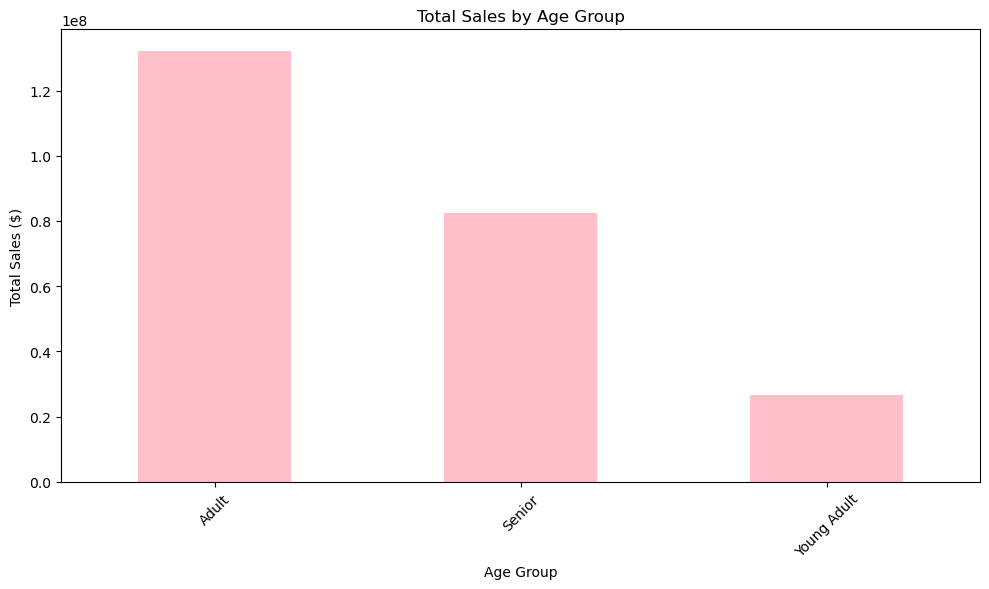 Total Sales by Age Group
1e8
1.2
1.0
0.8
0.6
0.4
0.2
0.0
Total Sales ($)
Adult
Senior
Young Adult
Age Group